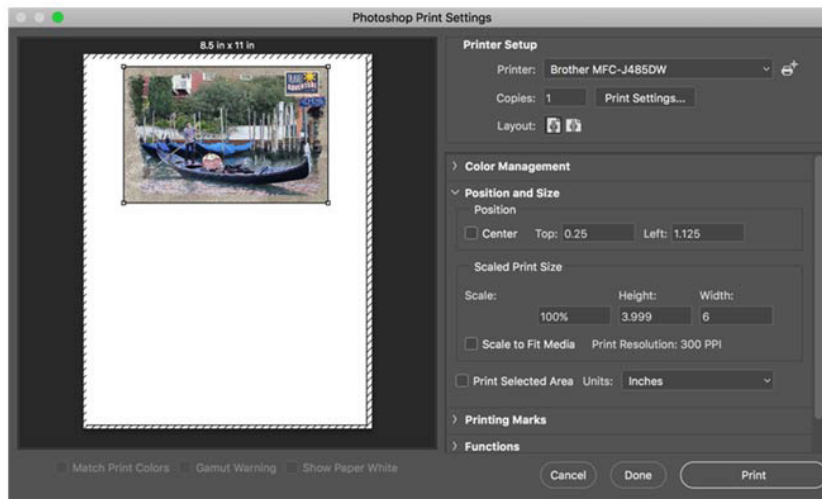 Photoshop Print Settings
8.5 in x 11 in
Printer Setup
Printer: Brother MFC-J485DW
Copies: 1 Print Settings...
Layout:
Color Management
Position and Size
Position
Center Top: 0.25 Left: 1.125
Scaled Print Size
Scale: Height: Width:
100% 3.999 6
Scale to Fit Media Print Resolution: 300 PPI
Print Selected Area Units: Inches
Printing Marks
Functions
Match Print Colors Gamut Warning Show Paper White
Cancel Done Print